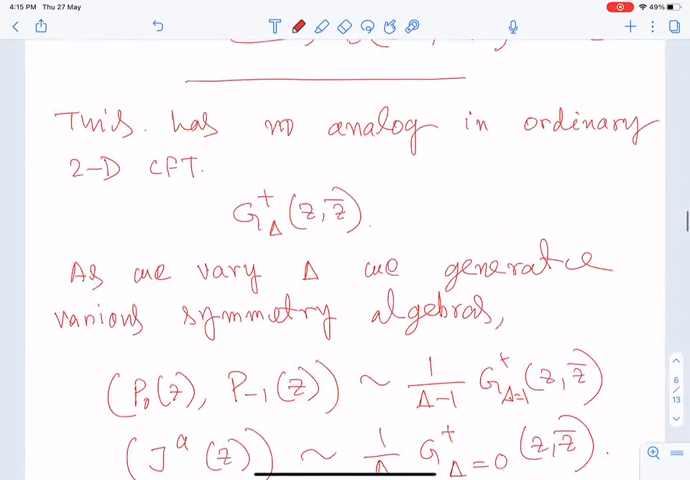 4:15 PM Thu 27 May
49%
This has no analog in ordinary
2-D CFT.
G^+_Δ (z, z̄).
As we vary Δ we generate
various symmetry algebras,
(P_0(z), P_{-1}(z)) ~ 1/(Δ-1) G^+_{Δ=1} (z, z̄)
(J^a (z)) ~ 1/Δ G^+_{Δ=0} (z, z̄).
6
13